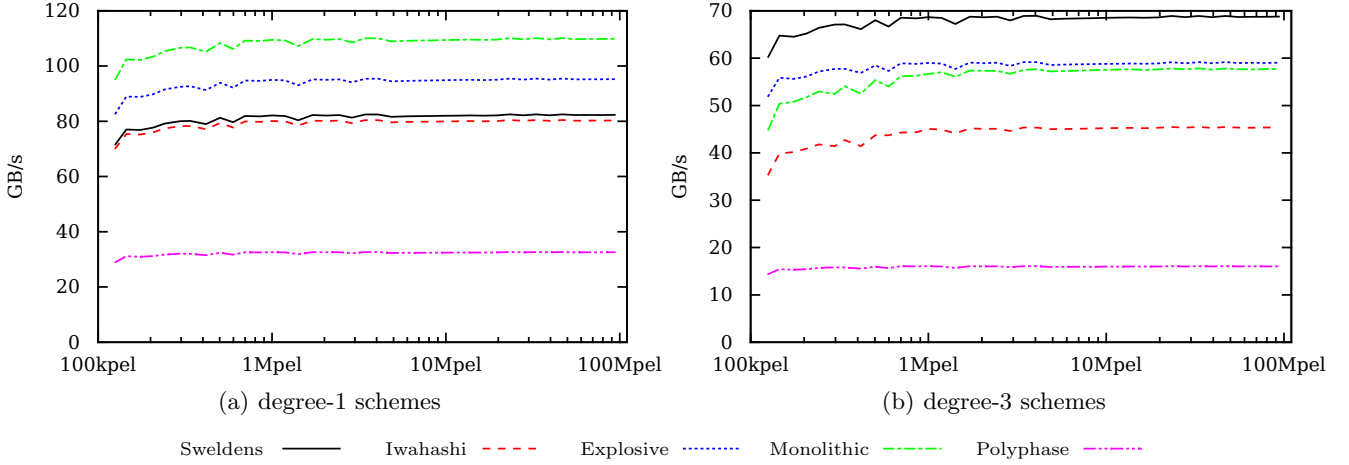 120
100
80
60
40
20
0
GB/s
100kpel 1Mpel 10Mpel 100Mpel
(a) degree-1 schemes
70
60
50
40
30
20
10
0
GB/s
100kpel 1Mpel 10Mpel 100Mpel
(b) degree-3 schemes
Sweldens Iwahashi Explosive Monolithic Polyphase